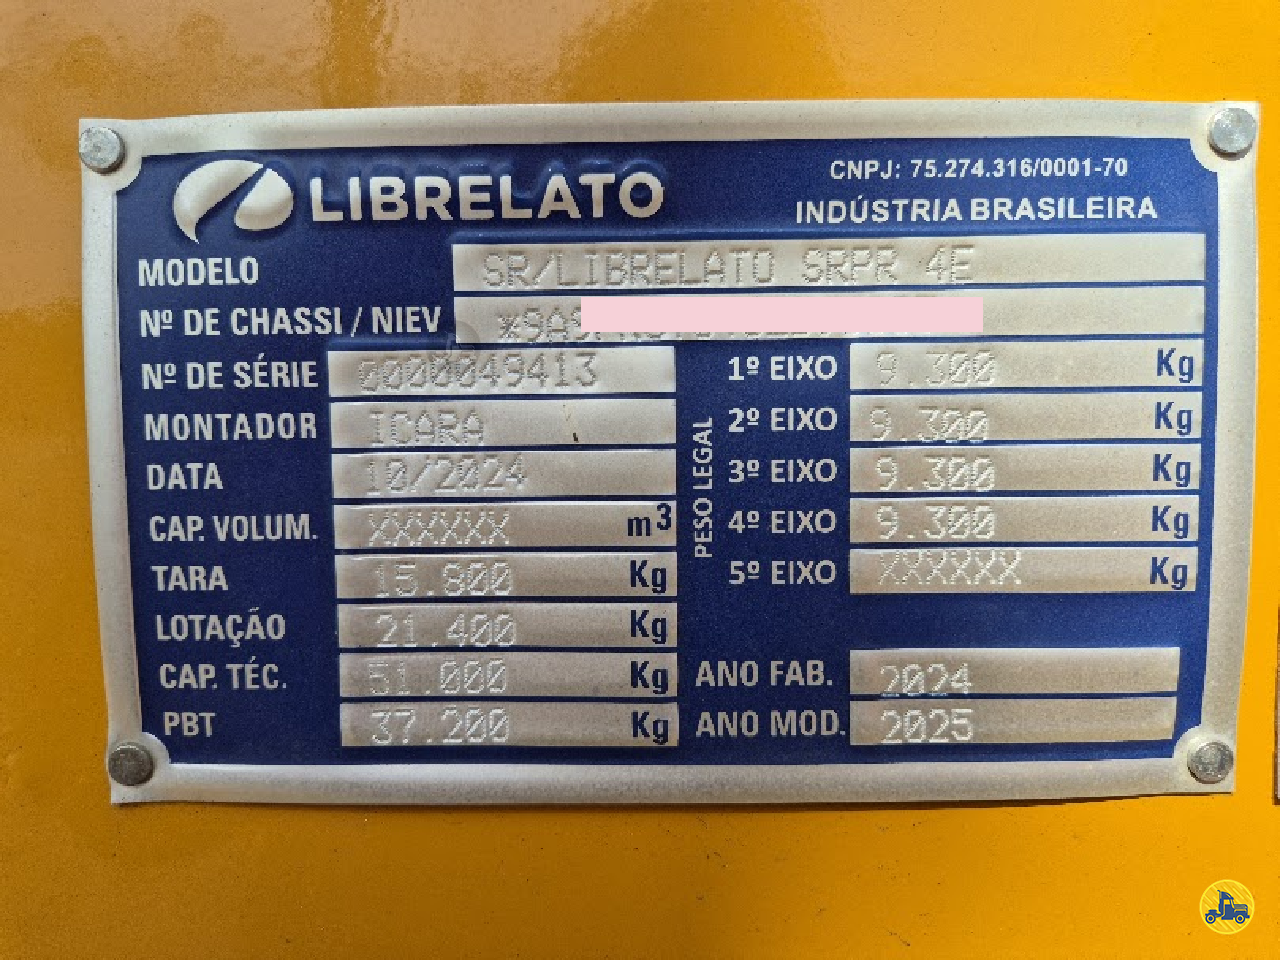 LIBRELATO
CNPJ: 75.274.316/0001-70
INDÚSTRIA BRASILEIRA
MODELO SR/LIBRELATO SRPR 4E
Nº DE CHASSI / NIEV
Nº DE SÉRIE 0000049413
MONTADOR ICARA
DATA 10/2024
CAP. VOLUM. XXXXXX m³
TARA 15.800 Kg
LOTAÇÃO 21.400 Kg
CAP. TÉC. 51.000 Kg
PBT 37.200 Kg
PESO LEGAL
1º EIXO 9.300 Kg
2º EIXO 9.300 Kg
3º EIXO 9.300 Kg
4º EIXO 9.300 Kg
5º EIXO XXXXXX Kg
ANO FAB. 2024
ANO MOD. 2025